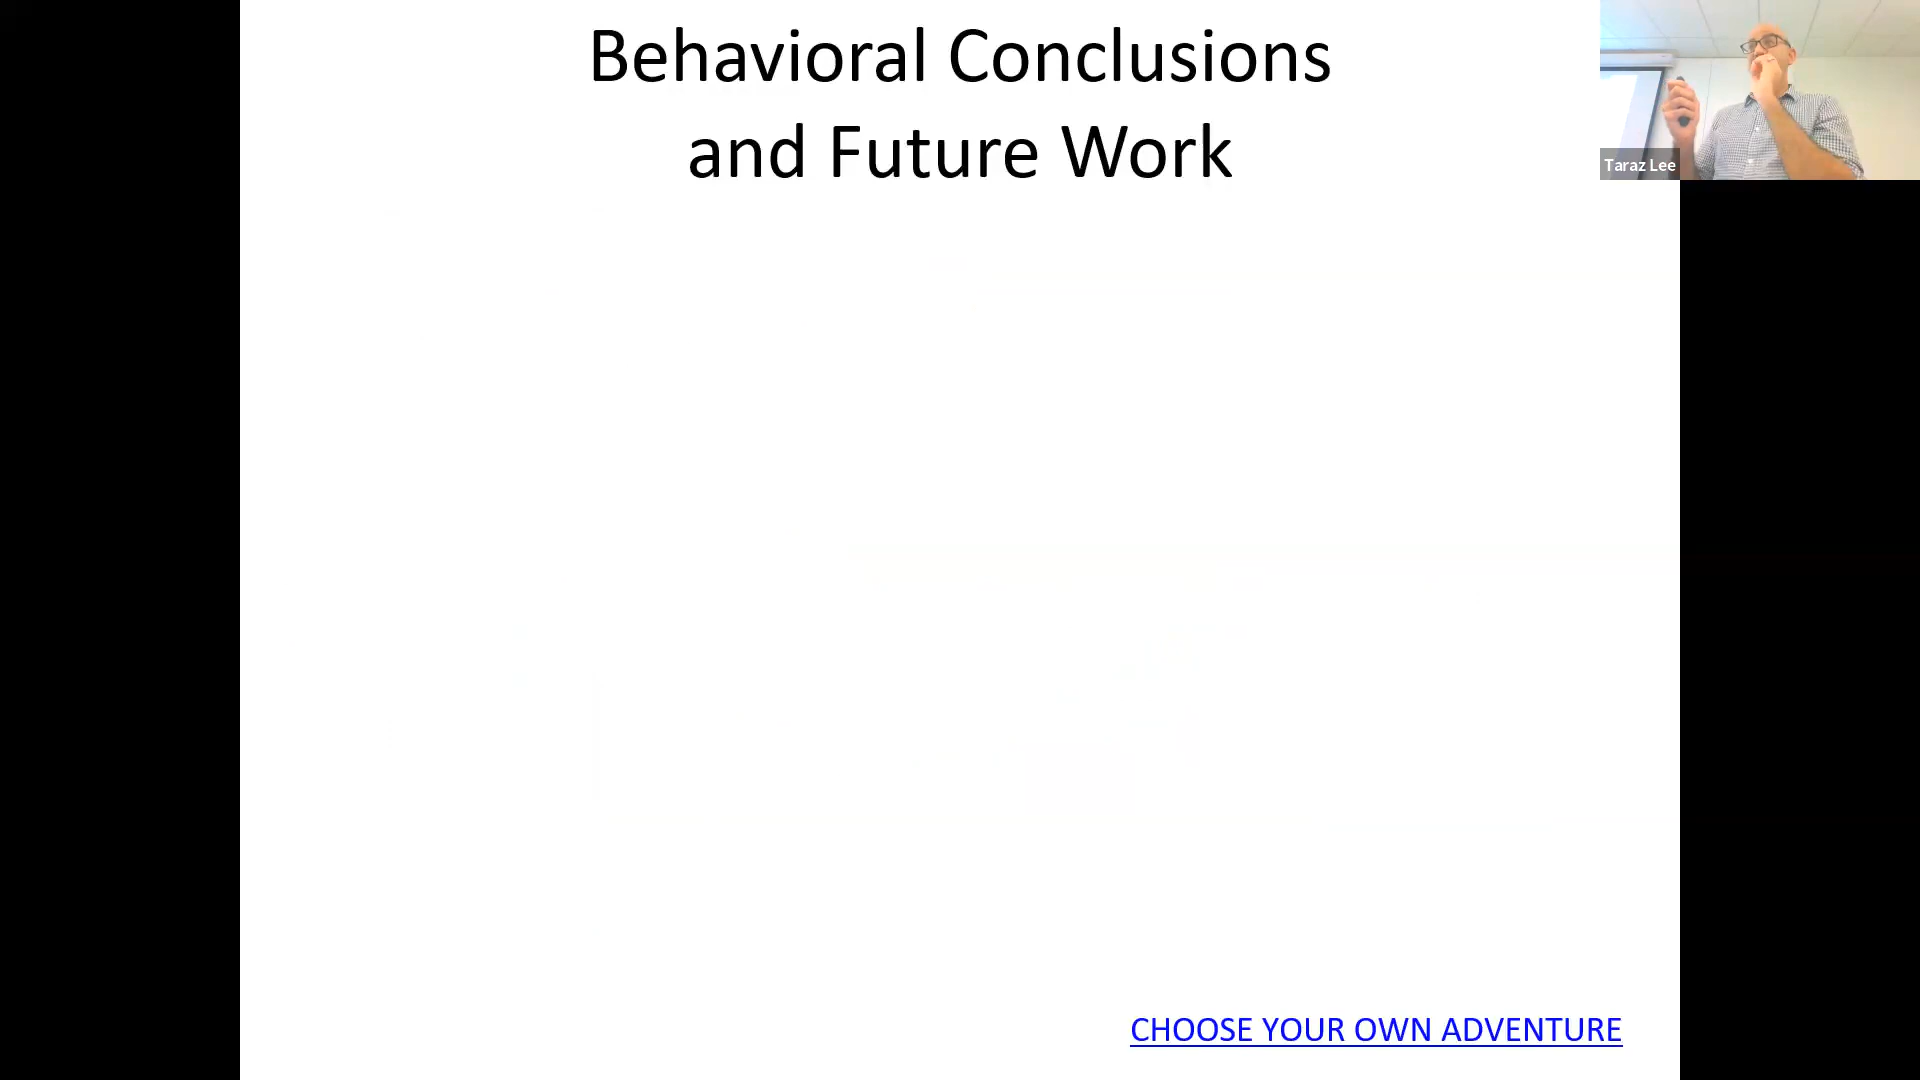 Behavioral Conclusions
and Future Work
Taraz Lee
CHOOSE YOUR OWN ADVENTURE